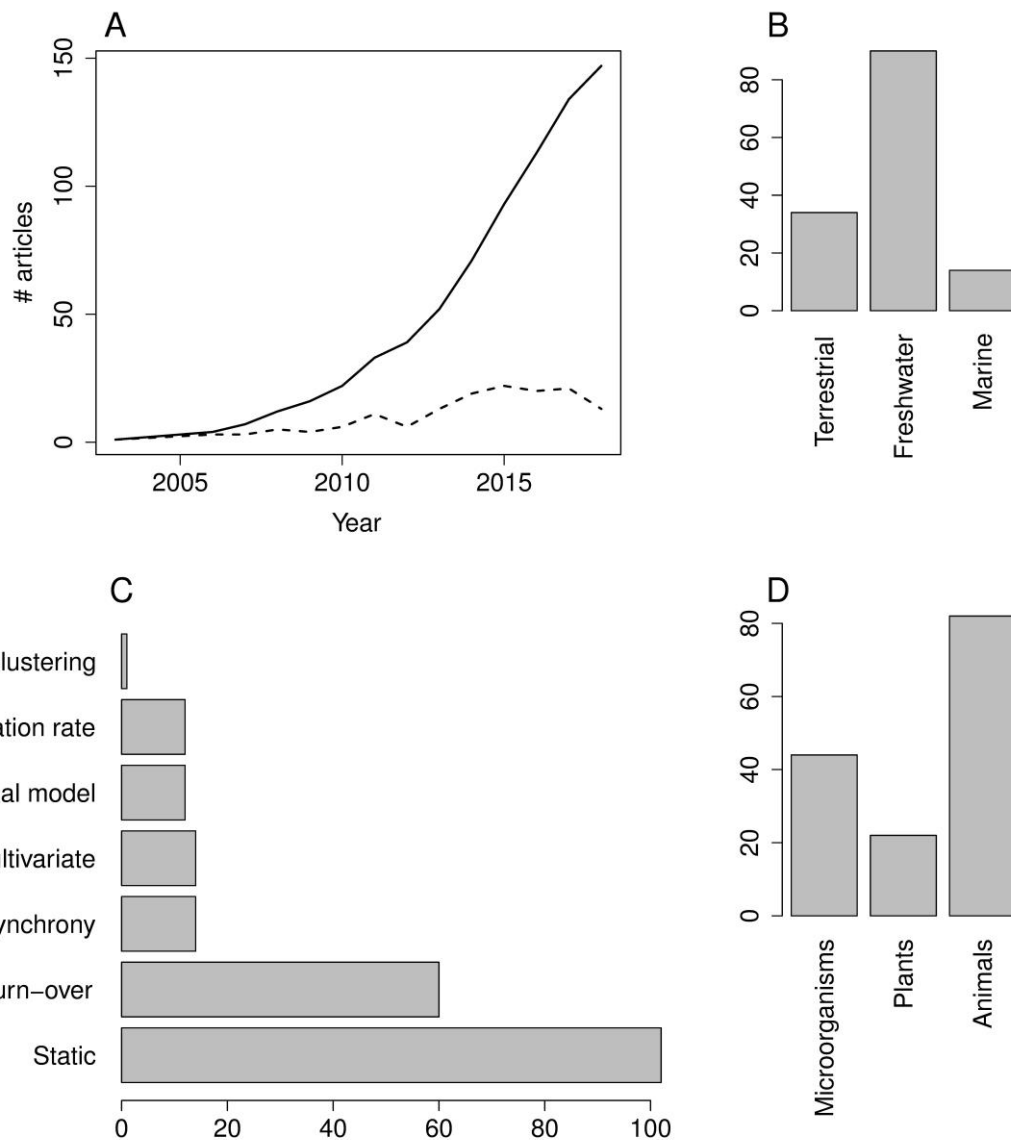 A
150
100
50
0
# articles
2005 2010 2015
Year
B
80
60
40
20
0
Terrestrial
Freshwater
Marine
C
lustering
ation rate
al model
ltivariate
ynchrony
urn−over
Static
0 20 40 60 80 100
D
80
60
40
20
0
Microorganisms
Plants
Animals